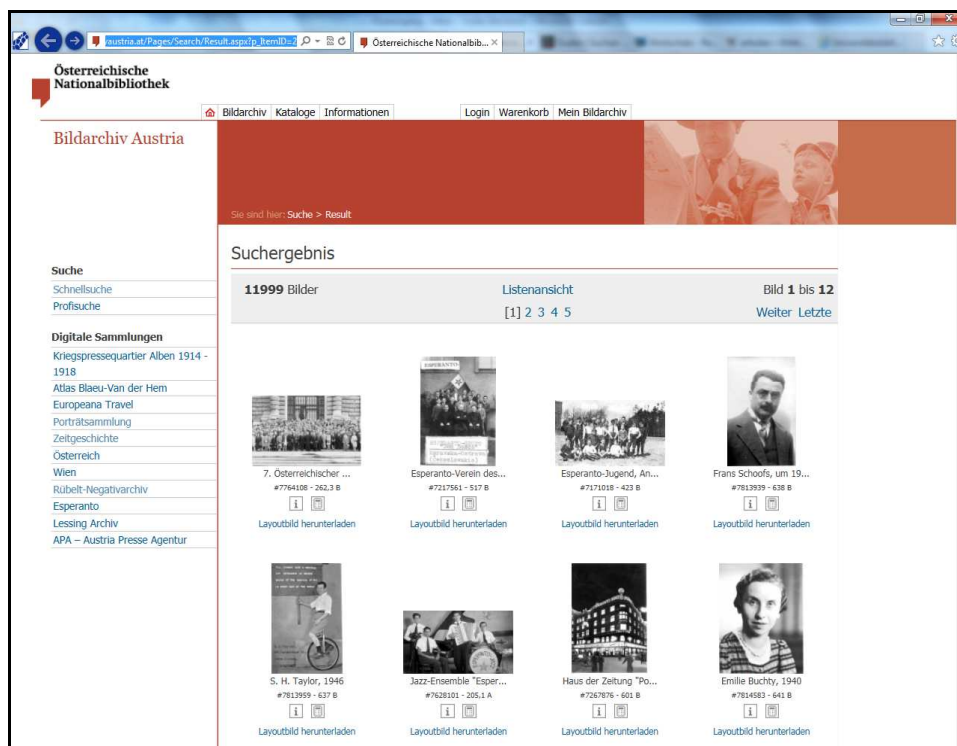 /austria.at/Pages/Search/Result.aspx?p_ItemID=2
Österreichische Nationalbib...
Österreichische
Nationalbibliothek
Bildarchiv Kataloge Informationen Login Warenkorb Mein Bildarchiv
Bildarchiv Austria
Sie sind hier: Suche > Result
Suchergebnis
Suche
Schnellsuche
Profisuche
Digitale Sammlungen
Kriegspressequartier Alben 1914 -
1918
Atlas Blaeu-Van der Hem
Europeana Travel
Porträtsammlung
Zeitgeschichte
Österreich
Wien
Rübelt-Negativarchiv
Esperanto
Lessing Archiv
APA – Austria Presse Agentur
11999 Bilder Listenansicht Bild 1 bis 12
[1] 2 3 4 5 Weiter Letzte
ESPERANTO
7. Österreichischer ... Esperanto-Verein des... Esperanto-Jugend, An... Frans Schoofs, um 19...
#7764108 - 262,3 B #7217561 - 517 B #7171018 - 423 B #7813939 - 638 B
Layoutbild herunterladen Layoutbild herunterladen Layoutbild herunterladen Layoutbild herunterladen
S. H. Taylor, 1946 Jazz-Ensemble "Esper... Haus der Zeitung "Po... Emilie Buchty, 1940
#7813959 - 637 B #7628101 - 205,1 A #7267876 - 601 B #7814583 - 641 B
Layoutbild herunterladen Layoutbild herunterladen Layoutbild herunterladen Layoutbild herunterladen